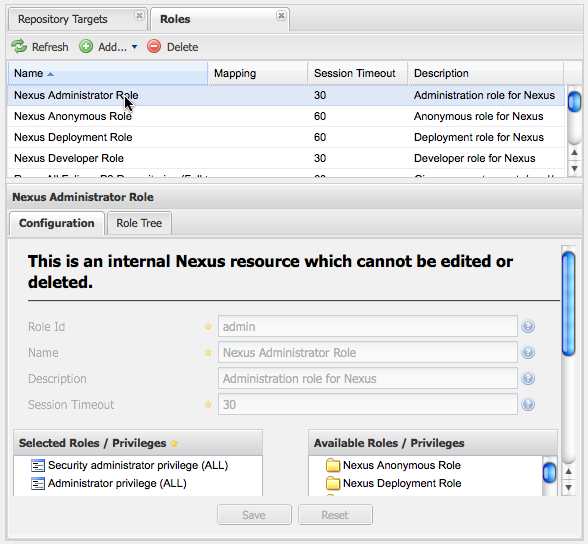 Repository Targets Roles
Refresh Add... Delete
Name Mapping Session Timeout Description
Nexus Administrator Role 30 Administration role for Nexus
Nexus Anonymous Role 60 Anonymous role for Nexus
Nexus Deployment Role 60 Deployment role for Nexus
Nexus Developer Role 30 Developer role for Nexus
Nexus Administrator Role
Configuration Role Tree
This is an internal Nexus resource which cannot be edited or
deleted.
Role Id admin
Name Nexus Administrator Role
Description Administration role for Nexus
Session Timeout 30
Selected Roles / Privileges Available Roles / Privileges
Security administrator privilege (ALL) Nexus Anonymous Role
Administrator privilege (ALL) Nexus Deployment Role
Save Reset